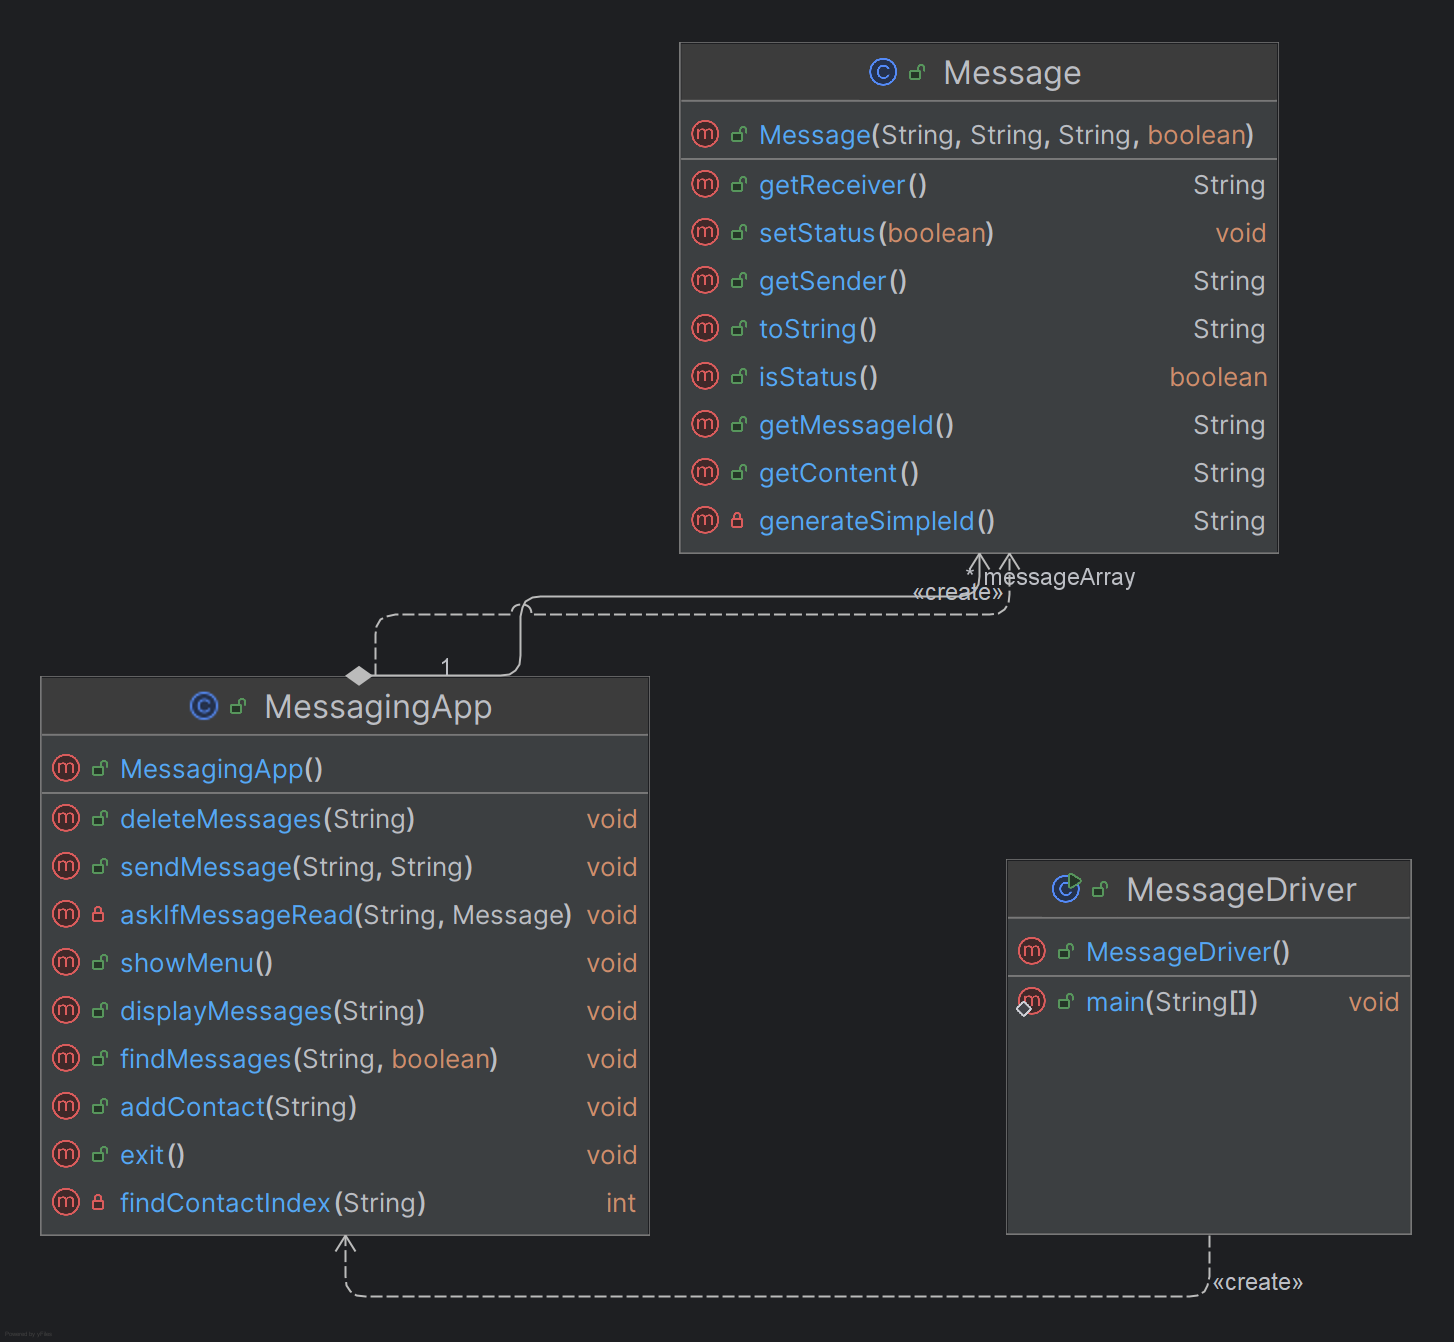 Message
Message(String, String, String, boolean)
getReceiver() String
setStatus(boolean) void
getSender() String
toString() String
isStatus() boolean
getMessageId() String
getContent() String
generateSimpleId() String
* messageArray
«create»
1
MessagingApp
MessagingApp()
deleteMessages(String) void
sendMessage(String, String) void
askIfMessageRead(String, Message) void
showMenu() void
displayMessages(String) void
findMessages(String, boolean) void
addContact(String) void
exit() void
findContactIndex(String) int
MessageDriver
MessageDriver()
main(String[]) void
«create»
Powered by yFiles